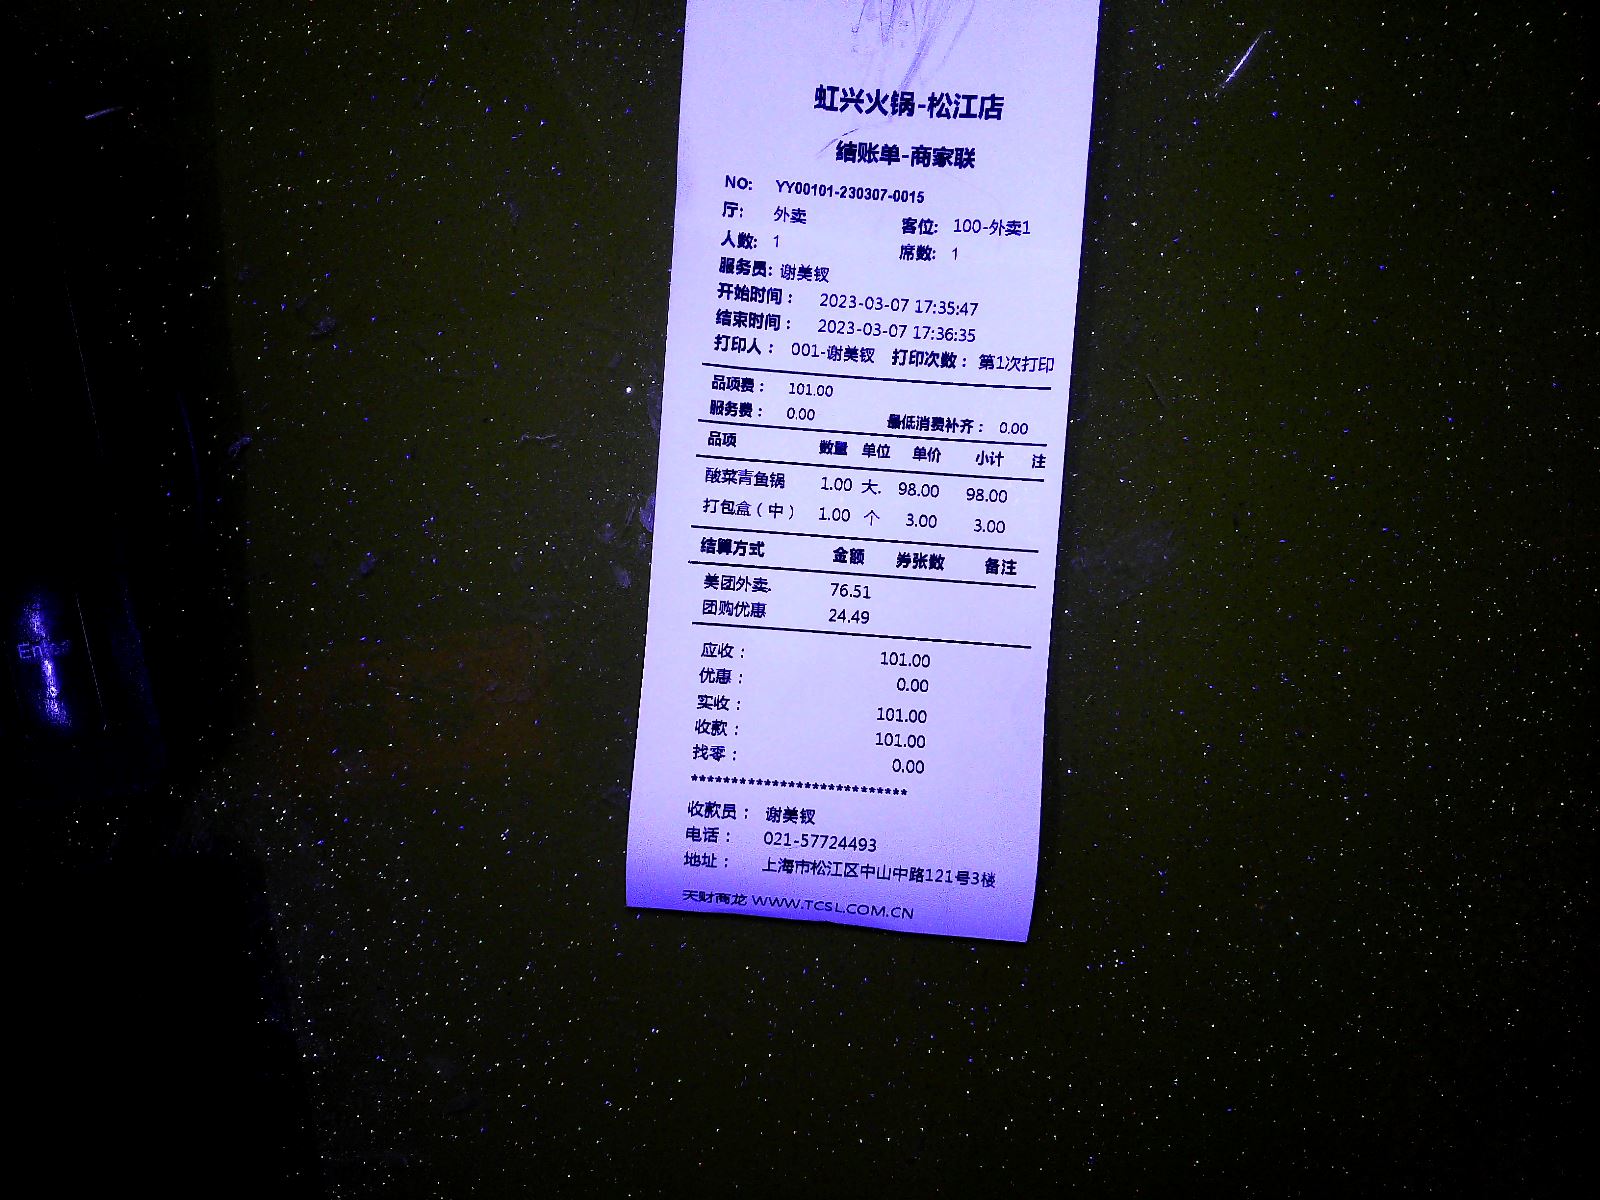 虹兴火锅-松江店
结账单-商家联
NO: YY00101-230307-0015
厅: 外卖 客位: 100-外卖1
人数: 1 席数: 1
服务员: 谢美钗
开始时间: 2023-03-07 17:35:47
结束时间: 2023-03-07 17:36:35
打印人: 001-谢美钗 打印次数: 第1次打印
品项费: 101.00
服务费: 0.00 最低消费补齐: 0.00
品项 数量 单位 单价 小计 注
酸菜青鱼锅 1.00 大. 98.00 98.00
打包盒(中) 1.00 个 3.00 3.00
结算方式 金额 券张数 备注
美团外卖. 76.51
团购优惠 24.49
应收: 101.00
优惠: 0.00
实收: 101.00
收款: 101.00
找零: 0.00
***************************
收款员: 谢美钗
电话: 021-57724493
地址: 上海市松江区中山中路121号3楼
天财商龙 WWW.TCSL.COM.CN